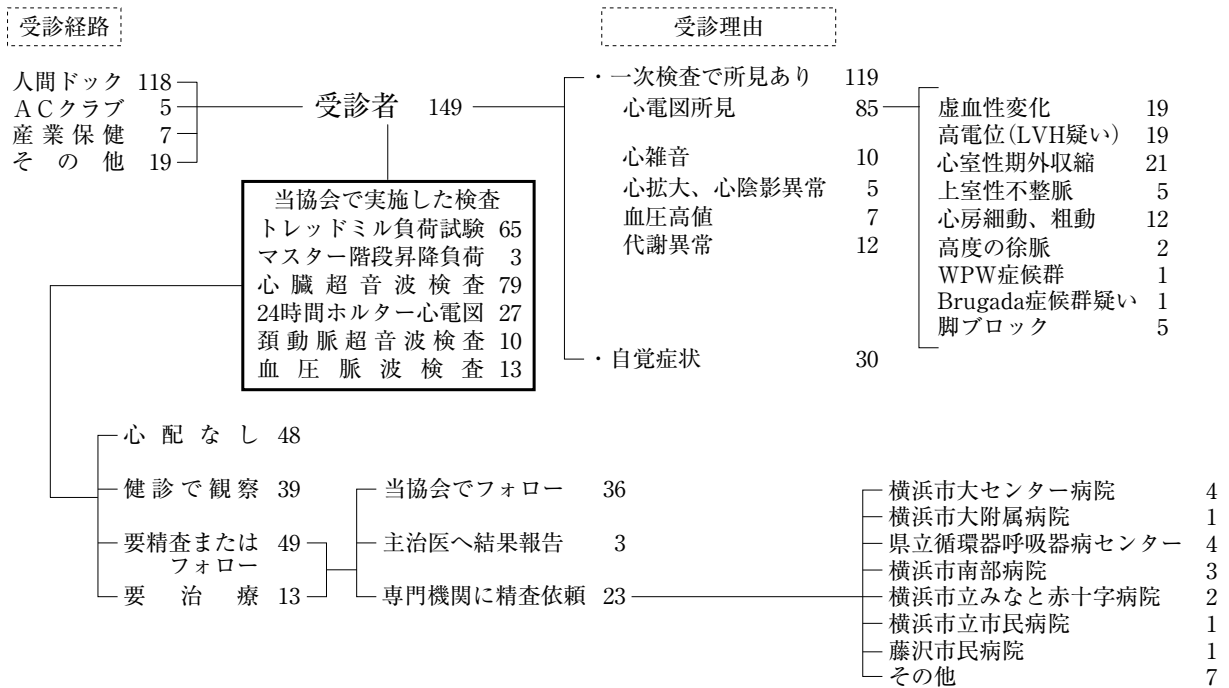 受診経路
受診理由
人間ドック 118
ACクラブ 5
産業保健 7
その他 19
受診者 149
当協会で実施した検査
トレッドミル負荷試験 65
マスター階段昇降負荷 3
心臓超音波検査 79
24時間ホルター心電図 27
頚動脈超音波検査 10
血圧脈波検査 13
・一次検査で所見あり 119
心電図所見 85
心雑音 10
心拡大、心陰影異常 5
血圧高値 7
代謝異常 12
・自覚症状 30
虚血性変化 19
高電位(LVH疑い) 19
心室性期外収縮 21
上室性不整脈 5
心房細動、粗動 12
高度の徐脈 2
WPW症候群 1
Brugada症候群疑い 1
脚ブロック 5
心配なし 48
健診で観察 39
要精査または 49
フォロー
要治療 13
当協会でフォロー 36
主治医へ結果報告 3
専門機関に精査依頼 23
横浜市大センター病院 4
横浜市大附属病院 1
県立循環器呼吸器病センター 4
横浜市南部病院 3
横浜市立みなと赤十字病院 2
横浜市立市民病院 1
藤沢市民病院 1
その他 7